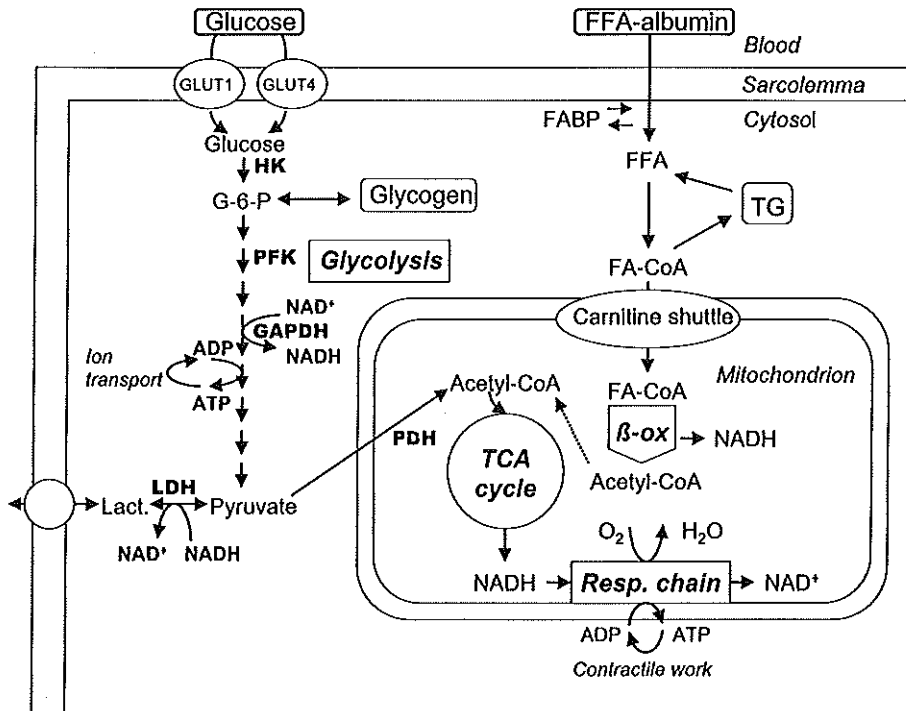 Glucose
FFA-albumin
Blood
GLUT1
GLUT4
Sarcolemma
FABP
Cytosol
Glucose
HK
FFA
G-6-P
Glycogen
TG
PFK
Glycolysis
FA-CoA
NAD⁺
GAPDH
Carnitine shuttle
ADP
NADH
Ion
transport
ATP
Acetyl-CoA
FA-CoA
Mitochondrion
PDH
ß-ox
NADH
TCA
cycle
Acetyl-CoA
LDH
Lact.
Pyruvate
NAD⁺
NADH
O₂
H₂O
NADH
Resp. chain
NAD⁺
ADP
ATP
Contractile work